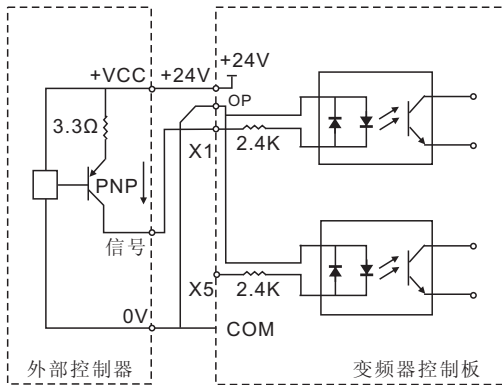 +24V
+VCC +24V
OP
3.3Ω
X1 2.4K
PNP
信号
X5 2.4K
0V
COM
外部控制器 变频器控制板